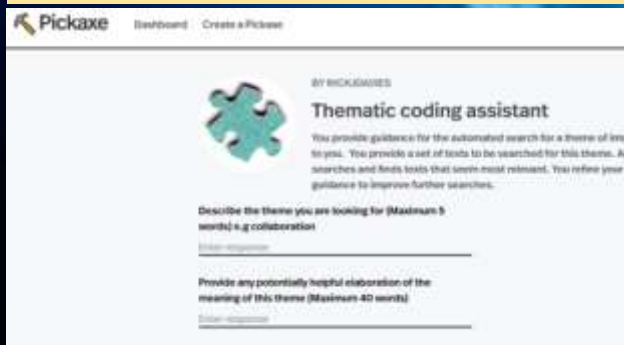 Pickaxe Dashboard Create a Pickaxe
BY RICKJDAVIES
Thematic coding assistant
You provide guidance for the automated search for a theme of
to you. You provide a set of texts to be searched for this theme.
searches and finds texts that seem most relevant. You refine your
guidance to improve further searches.
Describe the theme you are looking for (Maximum 5
words) e.g collaboration
Enter response
Provide any potentially helpful elaboration of the
meaning of this theme (Maximum 40 words)
Enter response